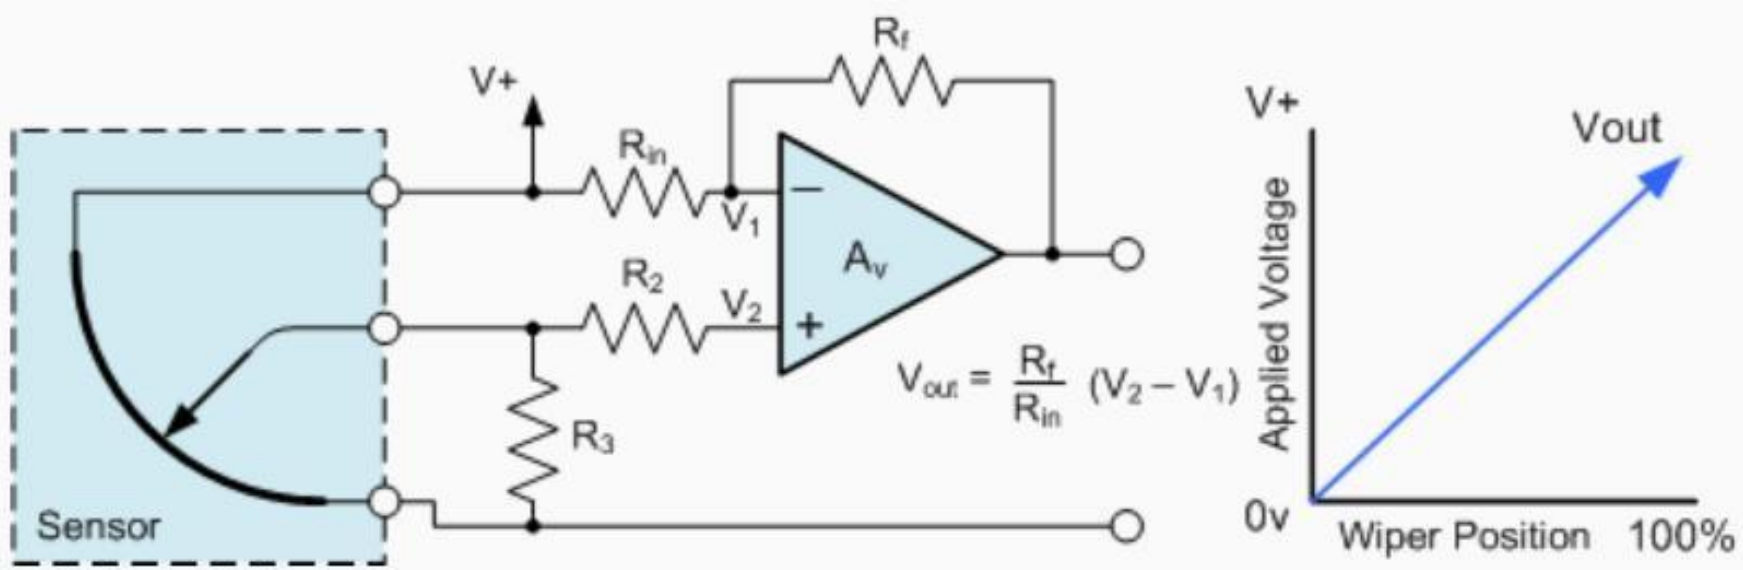 Rf
V+
Rin
V1
R2
V2
Av
−
+
R3
Sensor
Vout = Rf/Rin (V2 – V1)
V+
Vout
Applied Voltage
0v
Wiper Position 100%